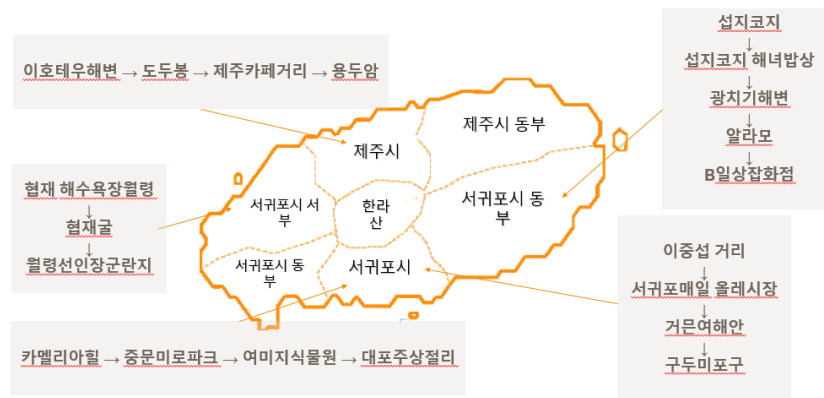 이호테우해변 → 도두봉 → 제주카페거리 → 용두암
섭지코지
↓
섭지코지 해녀밥상
↓
광치기해변
↓
알라모
↓
B일상잡화점
제주시 동부
제주시
협재 해수욕장월령
↓
협재굴
↓
월령선인장군란지
서귀포시 서
부
한라
산
서귀포시 동
부
서귀포시 동
부
서귀포시
이중섭 거리
↓
서귀포매일 올레시장
↓
거믄여해안
↓
구두미포구
카멜리아힐 → 중문미로파크 → 여미지식물원 → 대포주상절리